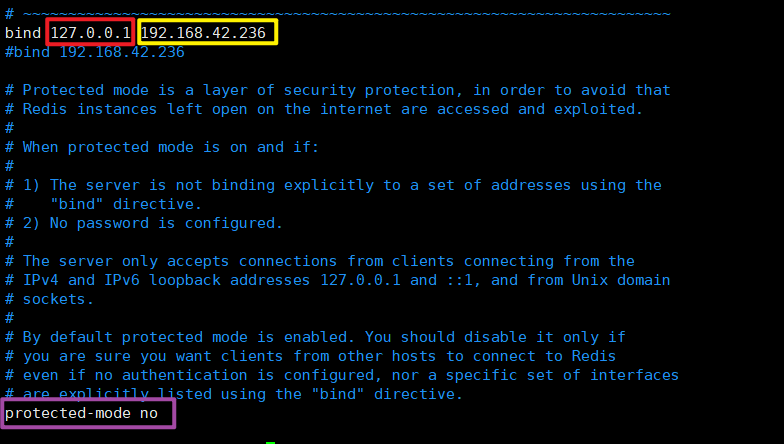 # ~~~~~~~~~~~~~~~~~~~~~~~~~~~~~~~~~~~~~~~~~~~~~~~~~~~~~~~~~~~~~~~~~~~~~~~~
bind 127.0.0.1 192.168.42.236
#bind 192.168.42.236
# Protected mode is a layer of security protection, in order to avoid that
# Redis instances left open on the internet are accessed and exploited.
#
# When protected mode is on and if:
#
# 1) The server is not binding explicitly to a set of addresses using the
#    "bind" directive.
# 2) No password is configured.
#
# The server only accepts connections from clients connecting from the
# IPv4 and IPv6 loopback addresses 127.0.0.1 and ::1, and from Unix domain
# sockets.
#
# By default protected mode is enabled. You should disable it only if
# you are sure you want clients from other hosts to connect to Redis
# even if no authentication is configured, nor a specific set of interfaces
# are explicitly listed using the "bind" directive.
protected-mode no